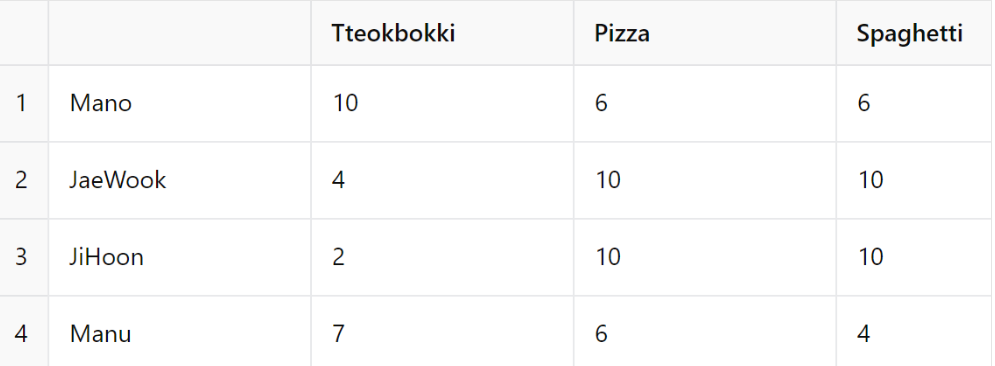 Tteokbokki Pizza Spaghetti
1 Mano 10 6 6
2 JaeWook 4 10 10
3 JiHoon 2 10 10
4 Manu 7 6 4